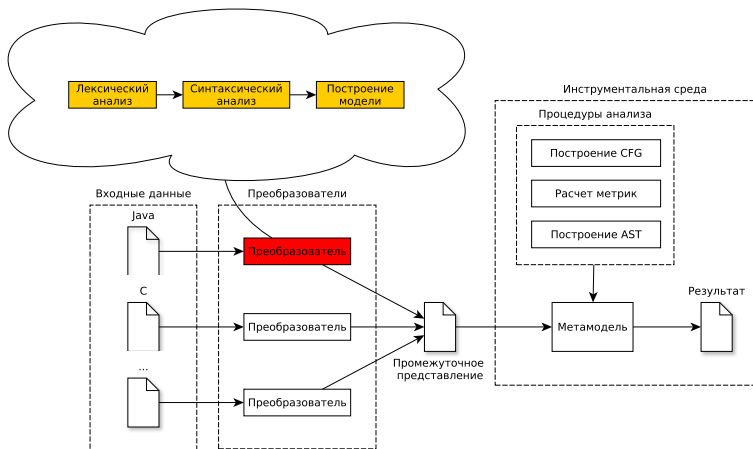 Лексический
анализ
Синтаксический
анализ
Построение
модели
Инструментальная среда
Процедуры анализа
Построение CFG
Расчет метрик
Построение AST
Входные данные
Преобразователи
Java
Преобразователь
C
Преобразователь
...
Преобразователь
Промежуточное
представление
Метамодель
Результат